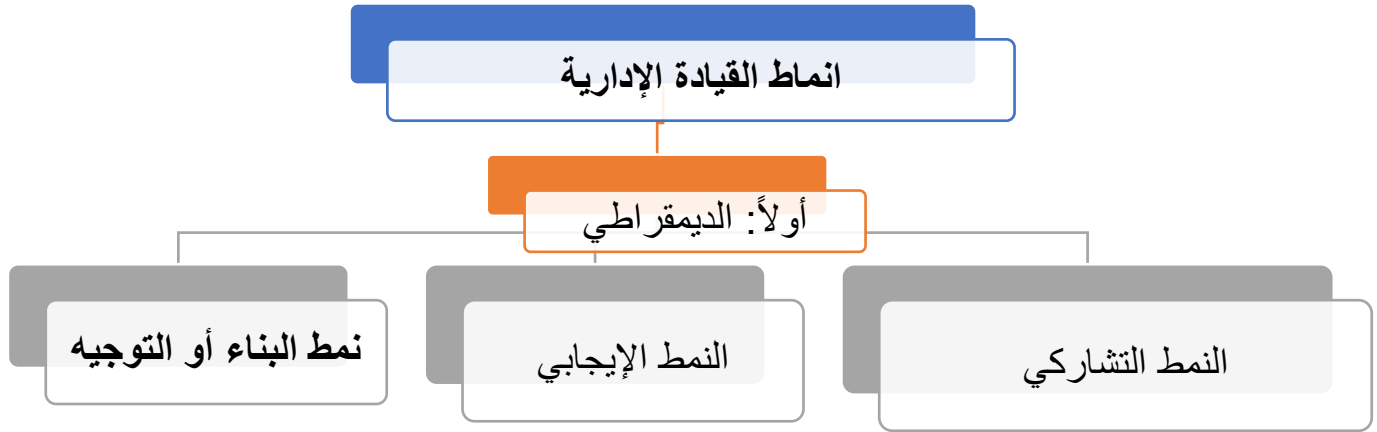 انماط القيادة الإدارية
أولاً: الديمقراطي
النمط التشاركي
النمط الإيجابي
نمط البناء أو التوجيه